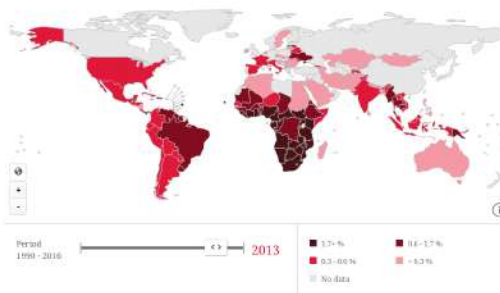 +
-
Period
1990 - 2016
< >
2013
1.7+ %
0.6 - 1.7 %
0.3 - 0.6 %
< 0.3 %
No data